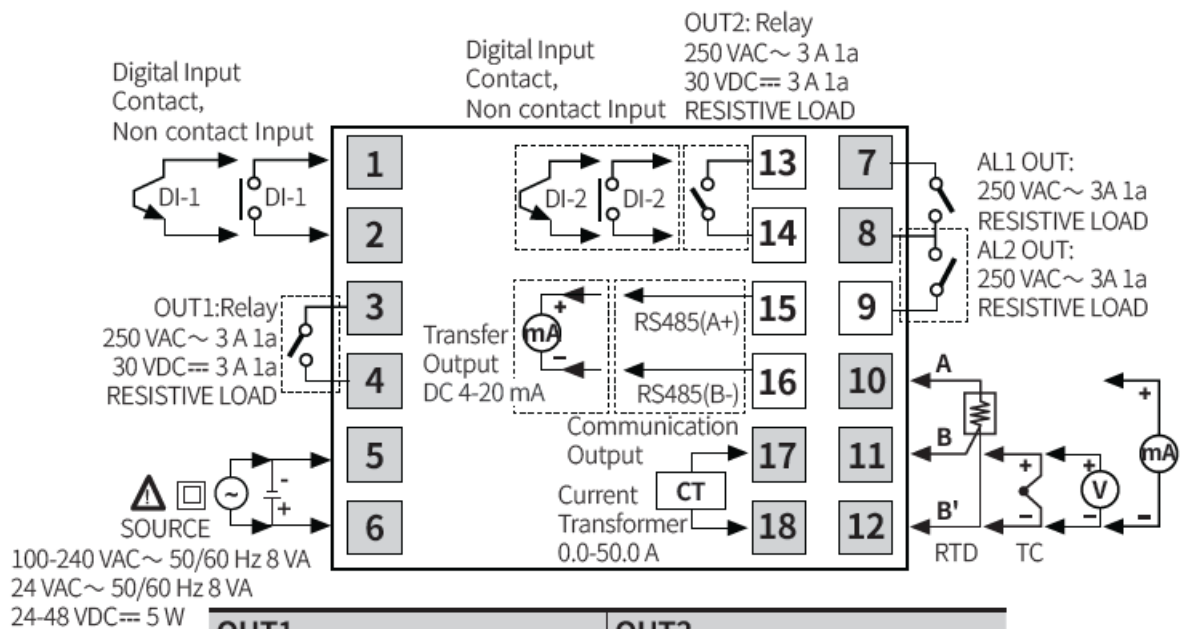 OUT2: Relay
250 VAC～ 3 A 1a
30 VDC⎓ 3 A 1a
RESISTIVE LOAD
Digital Input
Contact,
Non contact Input
Digital Input
Contact,
Non contact Input
DI-1
DI-1
DI-2
DI-2
1
2
3
4
5
6
13
14
15
16
17
18
7
8
9
10
11
12
AL1 OUT:
250 VAC～ 3A 1a
RESISTIVE LOAD
AL2 OUT:
250 VAC～ 3A 1a
RESISTIVE LOAD
OUT1:Relay
250 VAC～ 3 A 1a
30 VDC⎓ 3 A 1a
RESISTIVE LOAD
Transfer
Output
DC 4-20 mA
+
mA
−
RS485(A+)
RS485(B-)
Communication
Output
CT
Current
Transformer
0.0-50.0 A
A
B
B'
RTD
+
−
TC
+
V
−
+
mA
−
~
-
+
SOURCE
100-240 VAC～ 50/60 Hz 8 VA
24 VAC～ 50/60 Hz 8 VA
24-48 VDC⎓ 5 W
OUT1
OUT2